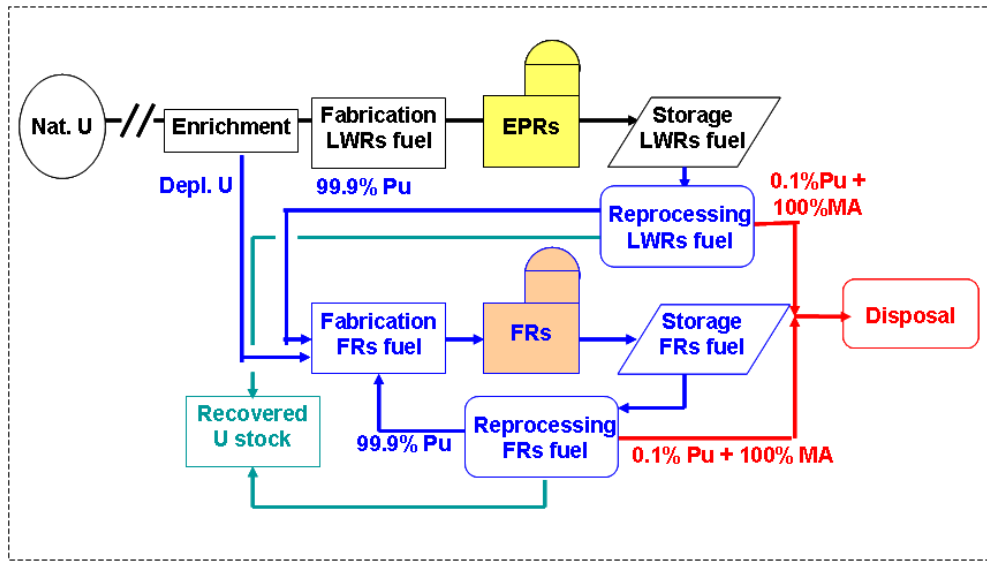 Nat. U
Enrichment
Fabrication
LWRs fuel
EPRs
Storage
LWRs fuel
Depl. U
99.9% Pu
0.1%Pu +
100%MA
Reprocessing
LWRs fuel
Fabrication
FRs fuel
FRs
Storage
FRs fuel
Disposal
Recovered
U stock
99.9% Pu
Reprocessing
FRs fuel
0.1% Pu + 100% MA